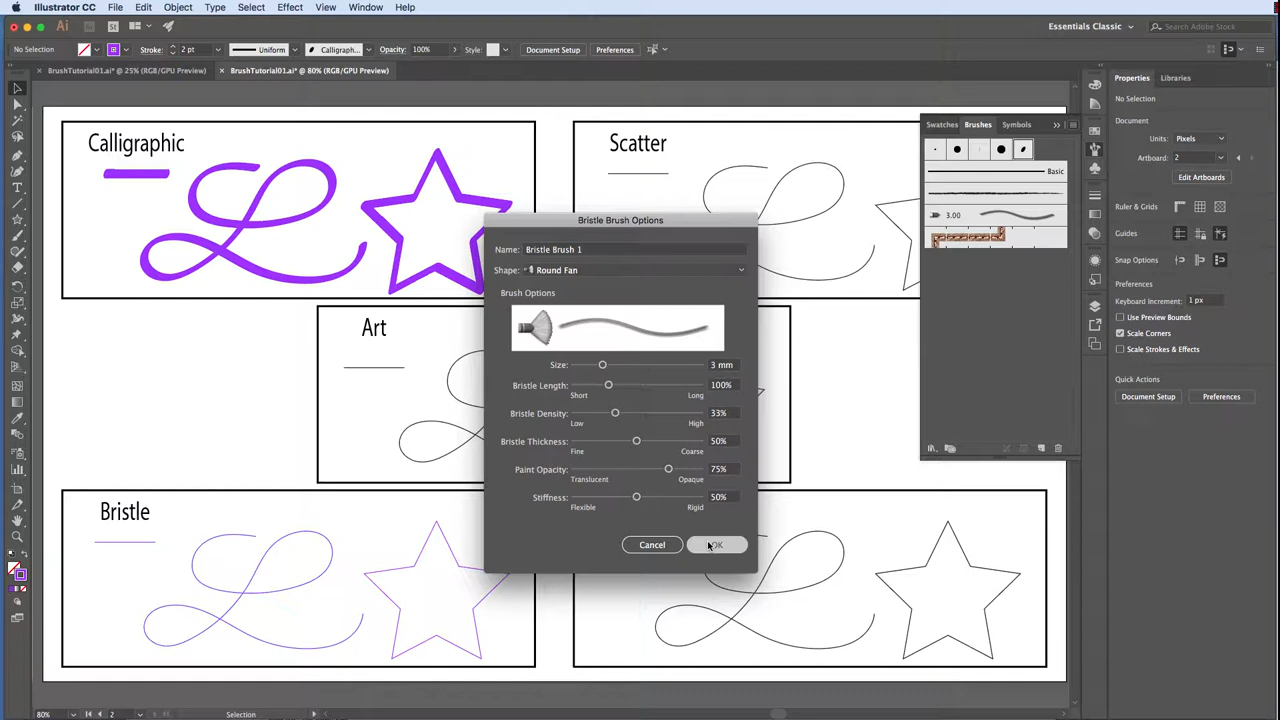 Illustrator CC File Edit Object Type Select Effect View Window Help
Ai Essentials Classic Search Adobe Stock
No Selection Stroke: 2 pt Uniform Calligraph... Opacity: 100% Style: Document Setup Preferences
× BrushTutorial01.ai* @ 25% (RGB/GPU Preview) × BrushTutorial01.ai* @ 80% (RGB/GPU Preview)
Properties Libraries
No Selection
Document
Units: Pixels
Artboard: 2
Edit Artboards
Ruler & Grids
Guides
Snap Options
Preferences
Keyboard Increment: 1 px
Use Preview Bounds
Scale Corners
Scale Strokes & Effects
Quick Actions
Document Setup Preferences
Swatches Brushes Symbols
Basic
3.00
Calligraphic
Scatter
Art
Bristle
Bristle Brush Options
Name: Bristle Brush 1
Shape: Round Fan
Brush Options
Size: 3 mm
Bristle Length: 100%
Short Long
Bristle Density: 33%
Low High
Bristle Thickness: 50%
Fine Coarse
Paint Opacity: 75%
Translucent Opaque
Stiffness: 50%
Flexible Rigid
Cancel OK
80% 2 Selection